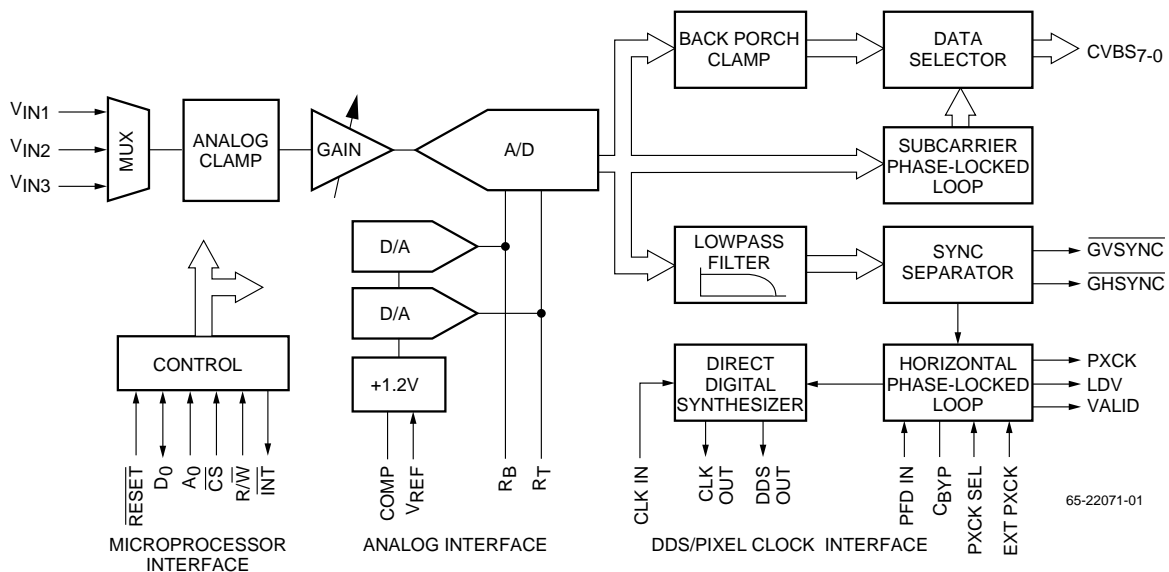 BACK PORCH
CLAMP
DATA
SELECTOR
CVBS7-0
VIN1
VIN2
VIN3
MUX
ANALOG
CLAMP
GAIN
A/D
SUBCARRIER
PHASE-LOCKED
LOOP
D/A
D/A
+1.2V
LOWPASS
FILTER
SYNC
SEPARATOR
GVSYNC
GHSYNC
CONTROL
DIRECT
DIGITAL
SYNTHESIZER
HORIZONTAL
PHASE-LOCKED
LOOP
PXCK
LDV
VALID
RESET
D0
A0
CS
R/W
INT
COMP
VREF
RB
RT
CLK IN
CLK
OUT
DDS
OUT
PFD IN
CBYP
PXCK SEL
EXT PXCK
65-22071-01
MICROPROCESSOR
INTERFACE
ANALOG INTERFACE
DDS/PIXEL CLOCK INTERFACE